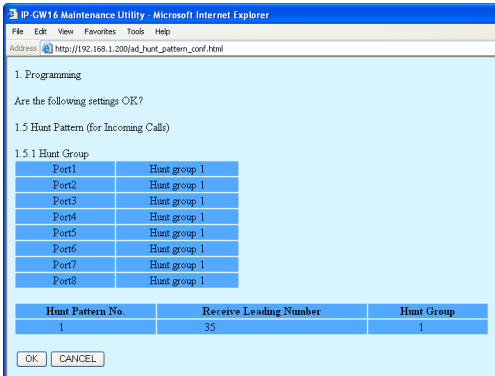 IP-GW16 Maintenance Utility - Microsoft Internet Explorer
File Edit View Favorites Tools Help
Address http://192.168.1.200/ad_hunt_pattern_conf.html
1. Programming
Are the following settings OK?
1.5 Hunt Pattern (for Incoming Calls)
1.5.1 Hunt Group
Port1 Hunt group 1
Port2 Hunt group 1
Port3 Hunt group 1
Port4 Hunt group 1
Port5 Hunt group 1
Port6 Hunt group 1
Port7 Hunt group 1
Port8 Hunt group 1
Hunt Pattern No. Receive Leading Number Hunt Group
1 35 1
OK CANCEL